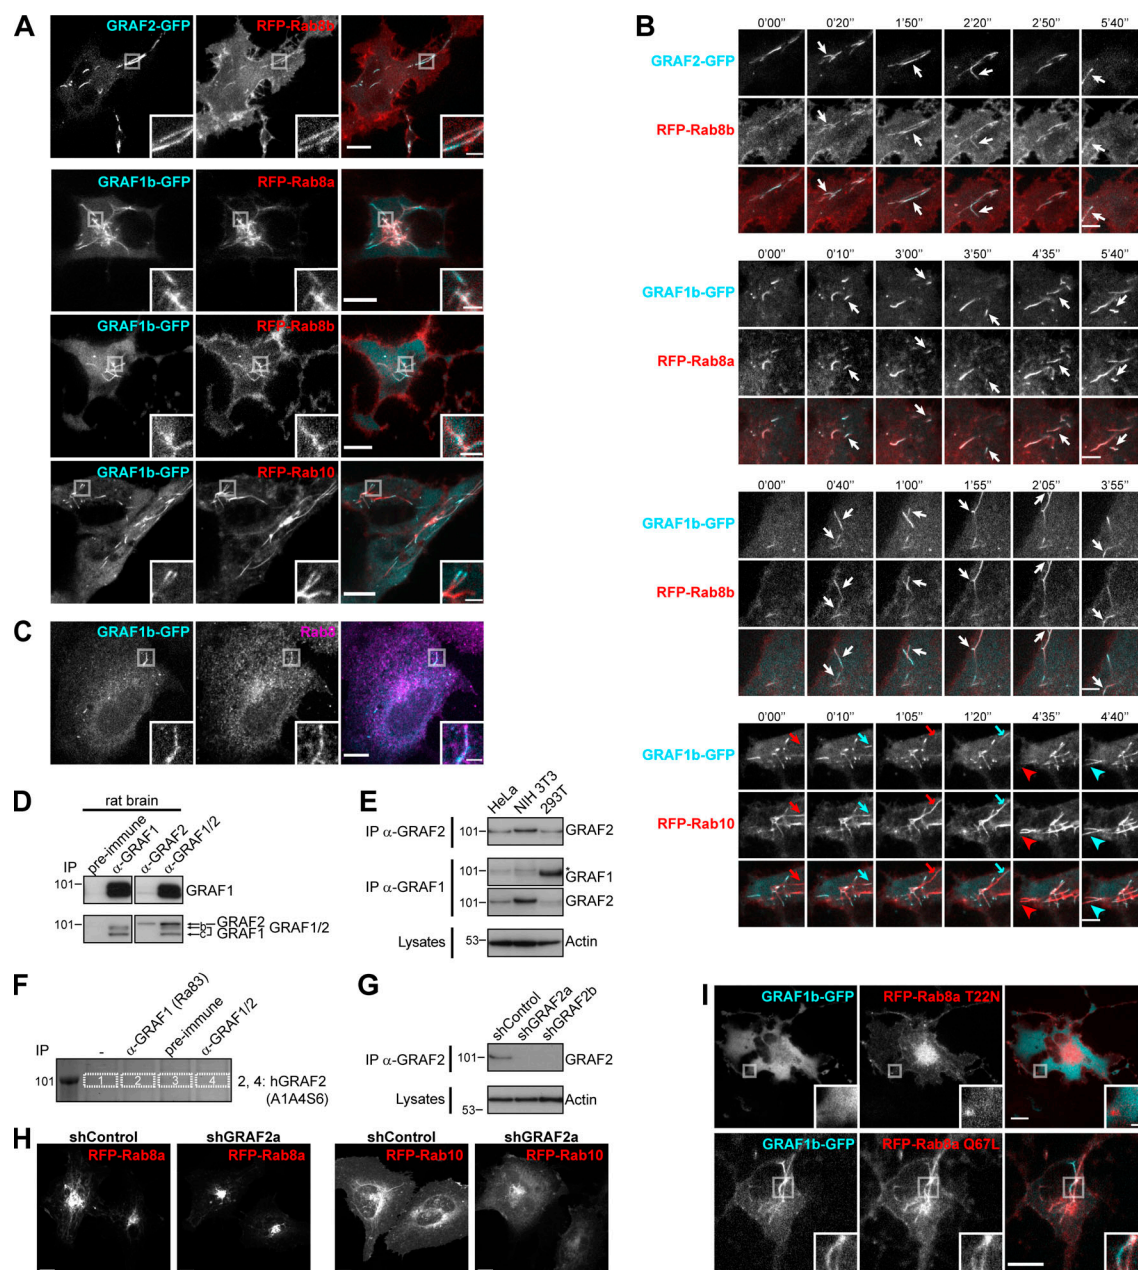 A
GRAF2-GFP RFP-Rab8b
GRAF1b-GFP RFP-Rab8a
GRAF1b-GFP RFP-Rab8b
GRAF1b-GFP RFP-Rab10
B
0'00" 0'20" 1'50" 2'20" 2'50" 5'40"
GRAF2-GFP
RFP-Rab8b
0'00" 0'10" 3'00" 3'50" 4'35" 5'40"
GRAF1b-GFP
RFP-Rab8a
0'00" 0'40" 1'00" 1'55" 2'05" 3'55"
GRAF1b-GFP
RFP-Rab8b
0'00" 0'10" 1'05" 1'20" 4'35" 4'40"
GRAF1b-GFP
RFP-Rab10
C
GRAF1b-GFP Rab8
D
rat brain
IP pre-immune α-GRAF1 α-GRAF2 α-GRAF1/2
101 GRAF1
101 b GRAF2 GRAF1/2
c GRAF1
E
HeLa NIH 3T3 293T
IP α-GRAF2 101 GRAF2
IP α-GRAF1 101 GRAF1
101 GRAF2
Lysates 53 Actin
F
IP - α-GRAF1 (Ra83) pre-immune α-GRAF1/2
101 1 2 3 4 2, 4: hGRAF2
(A1A4S6)
G
shControl shGRAF2a shGRAF2b
IP α-GRAF2 101 GRAF2
Lysates 53 Actin
H
shControl shGRAF2a shControl shGRAF2a
RFP-Rab8a RFP-Rab8a RFP-Rab10 RFP-Rab10
I
GRAF1b-GFP RFP-Rab8a T22N
GRAF1b-GFP RFP-Rab8a Q67L